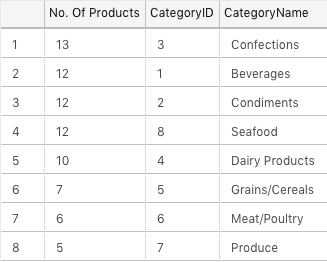 No. Of Products CategoryID CategoryName
1 13 3 Confections
2 12 1 Beverages
3 12 2 Condiments
4 12 8 Seafood
5 10 4 Dairy Products
6 7 5 Grains/Cereals
7 6 6 Meat/Poultry
8 5 7 Produce